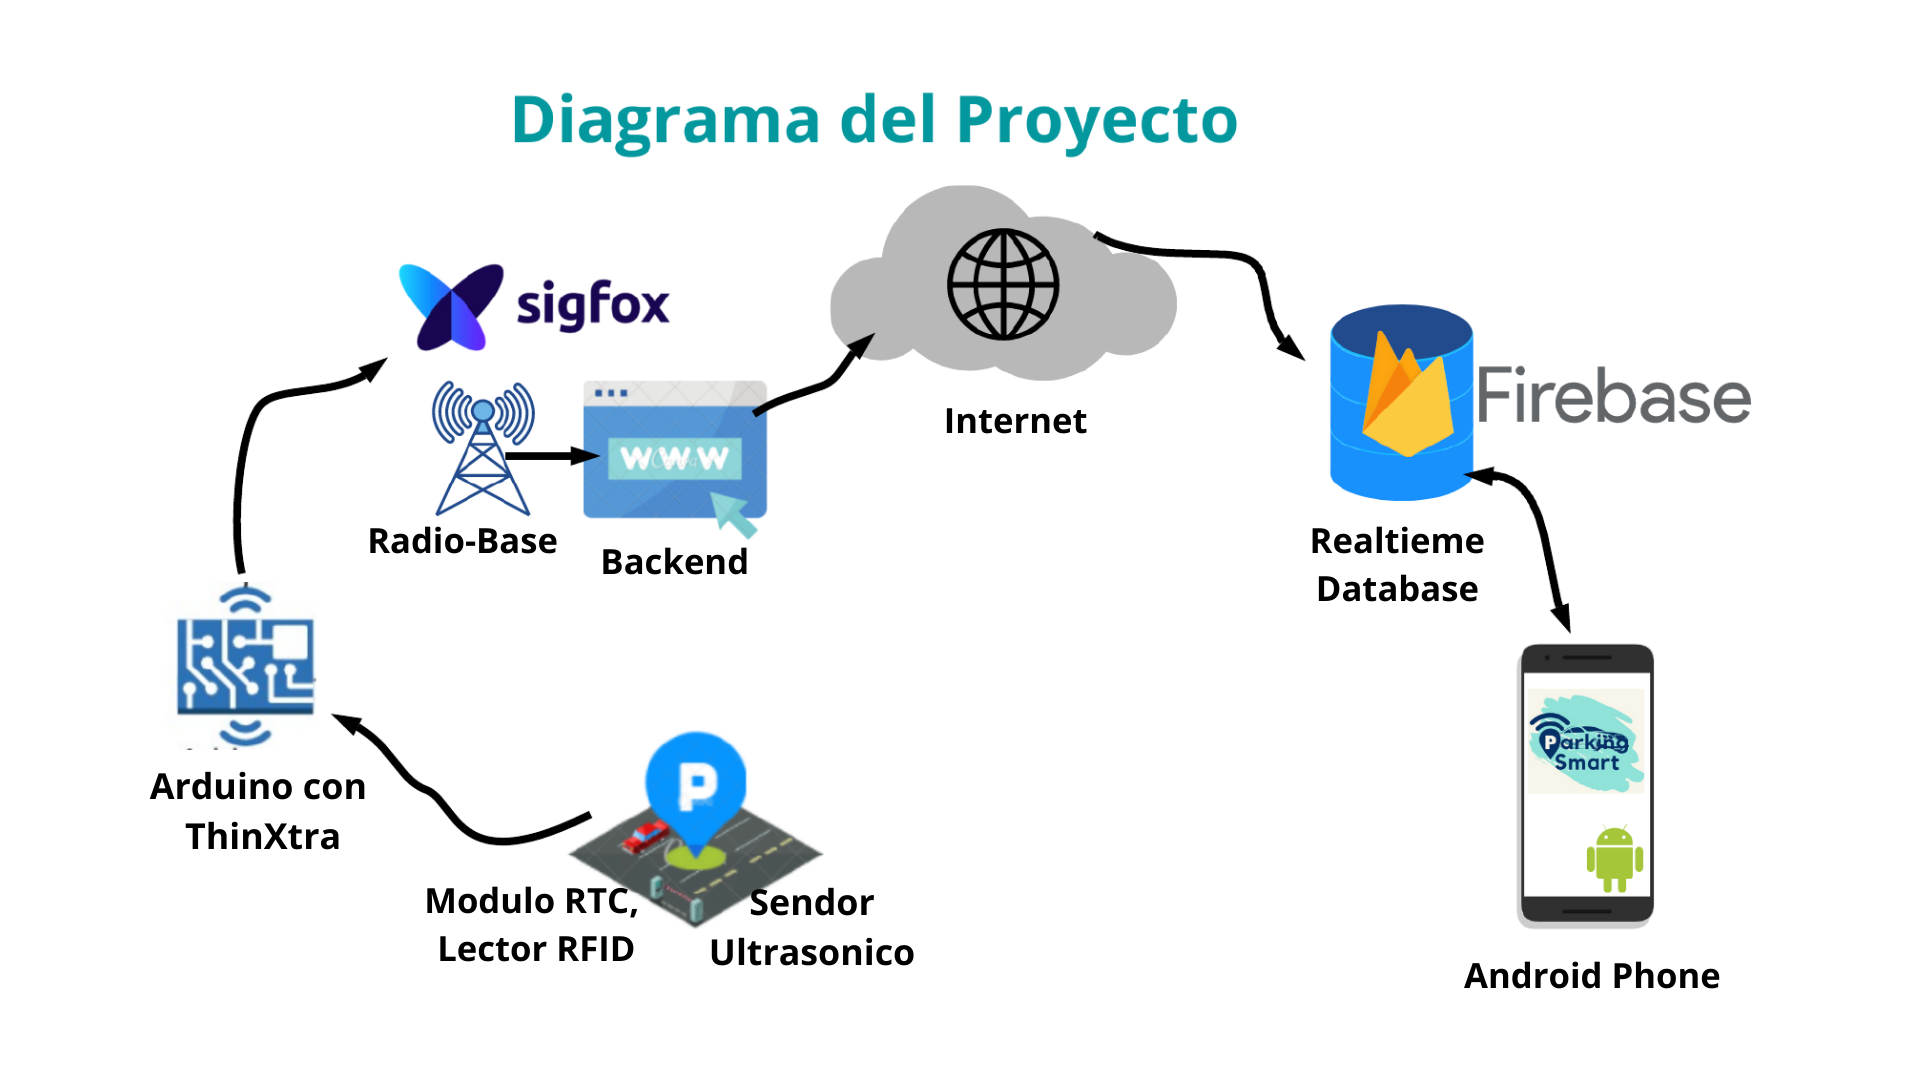 Diagrama del Proyecto
sigfox
Radio-Base
WWW
Backend
Internet
Firebase
Realtieme
Database
Arduino con
ThinXtra
P
Modulo RTC,
Lector RFID
Sendor
Ultrasonico
Parking
Smart
Android Phone